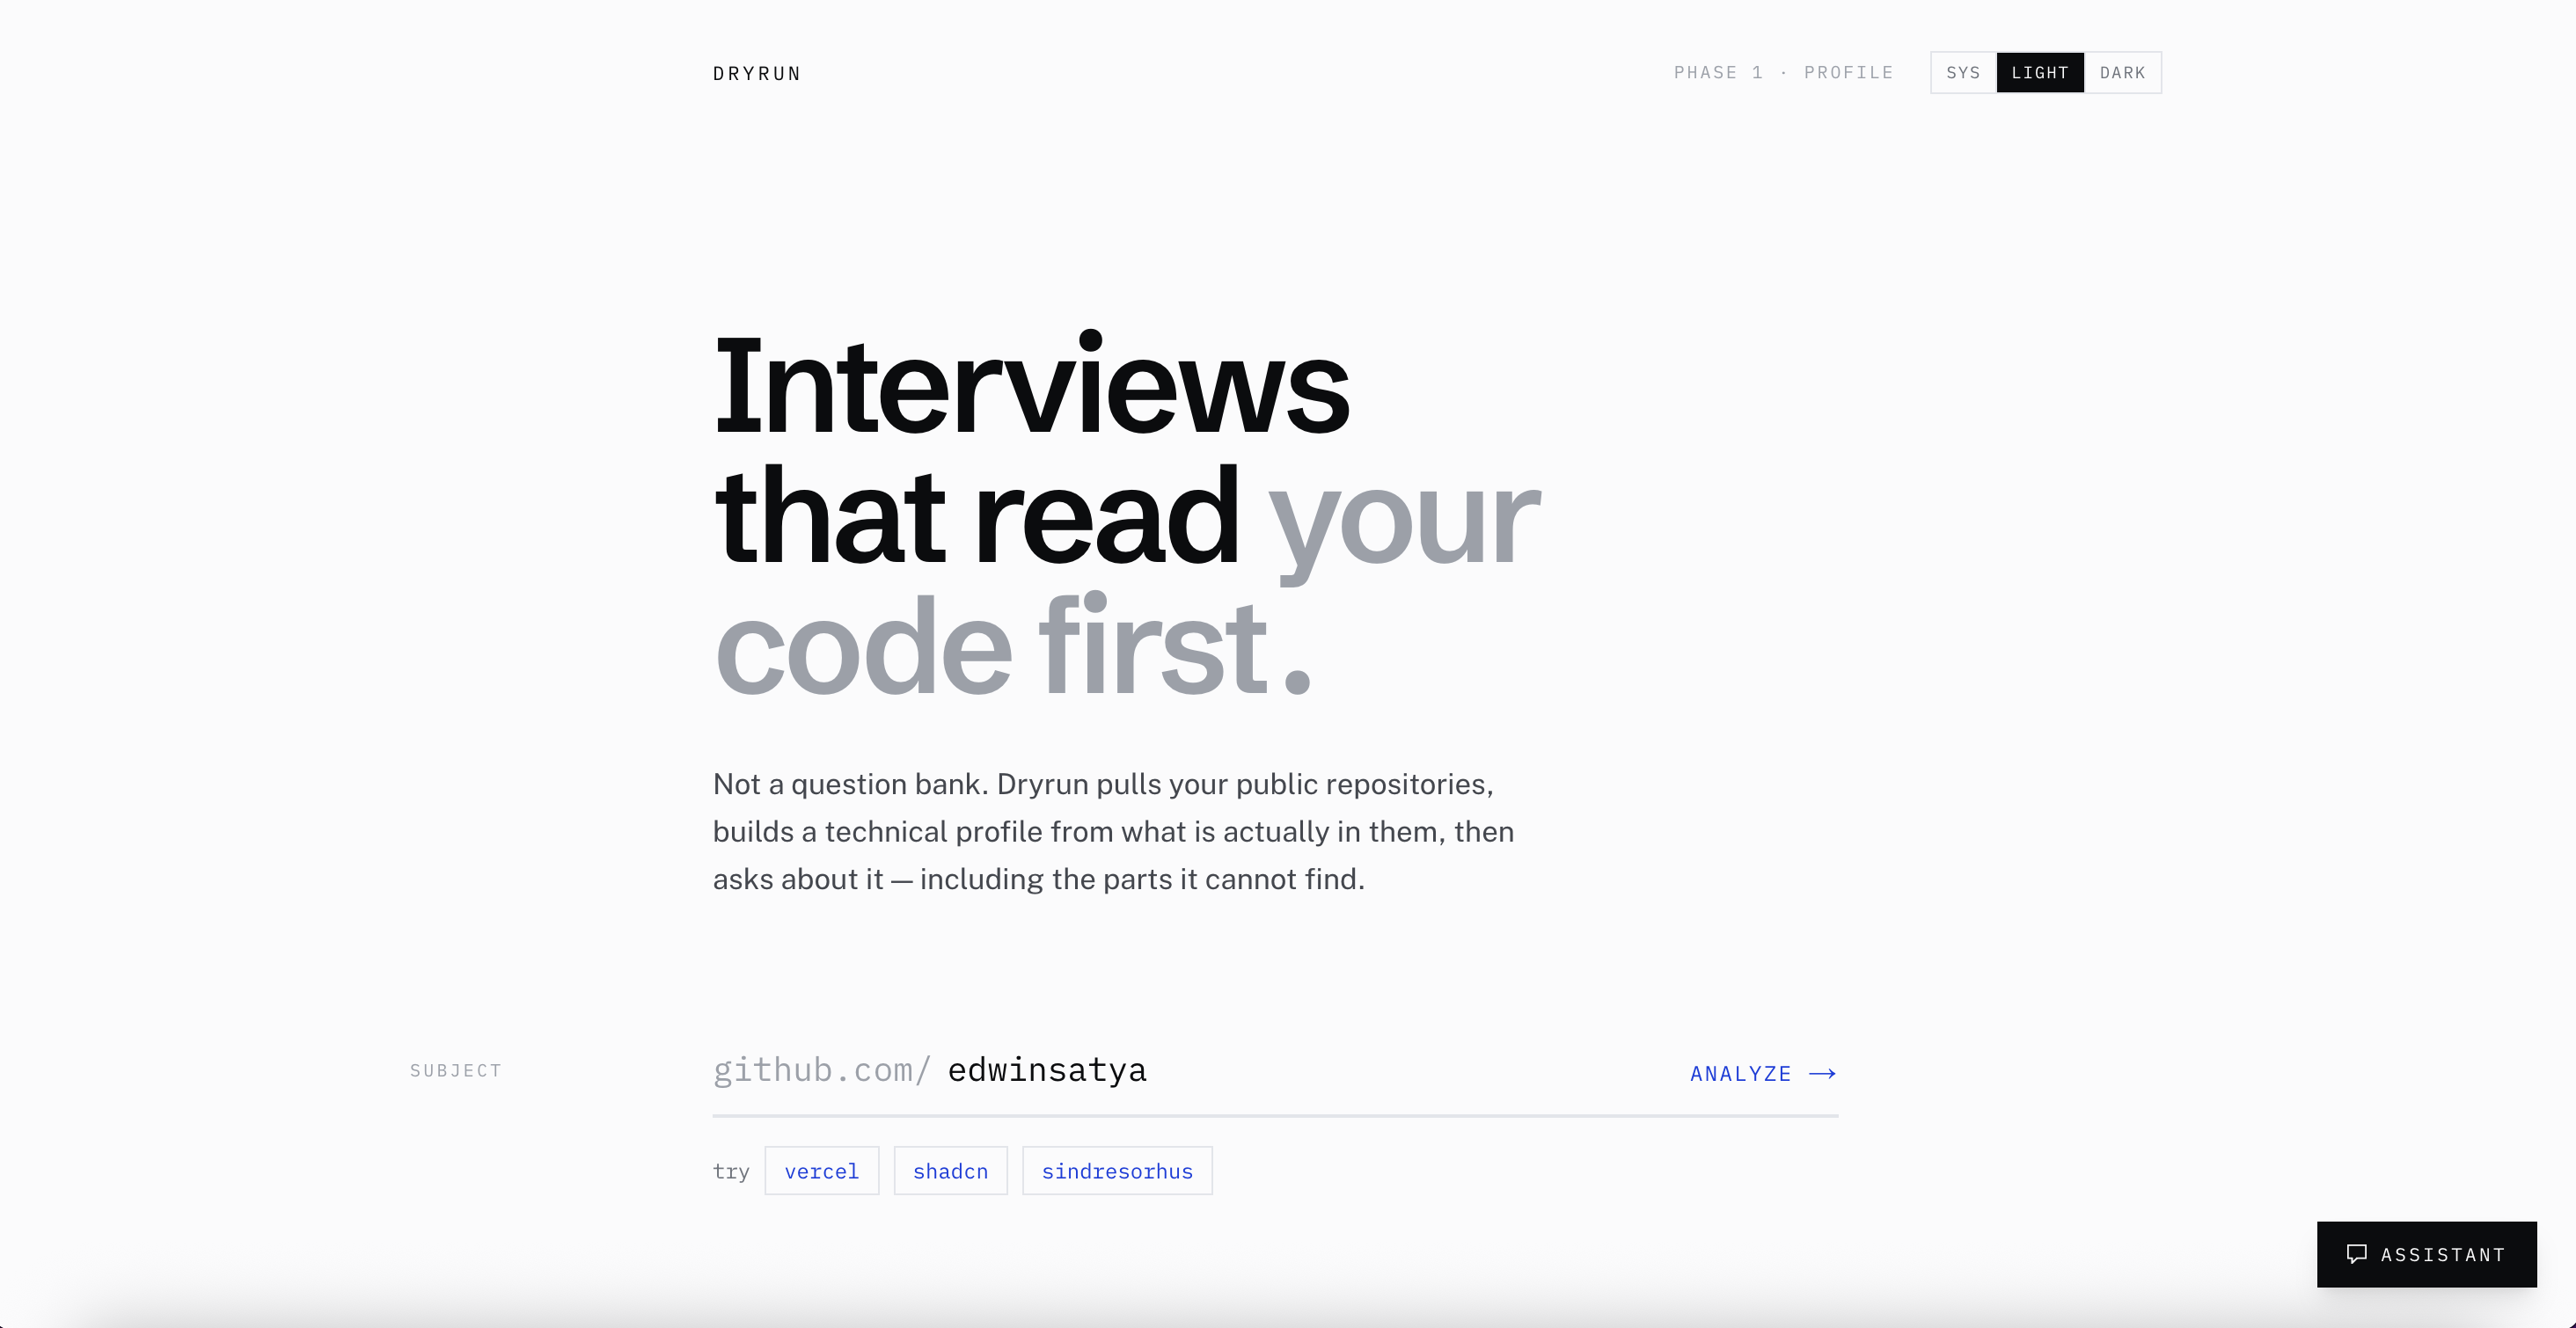 DRYRUN
PHASE 1 · PROFILE
SYS LIGHT DARK
Interviews
that read your
code first.
Not a question bank. Dryrun pulls your public repositories,
builds a technical profile from what is actually in them, then
asks about it — including the parts it cannot find.
SUBJECT
github.com/ edwinsatya
ANALYZE →
try vercel shadcn sindresorhus
ASSISTANT